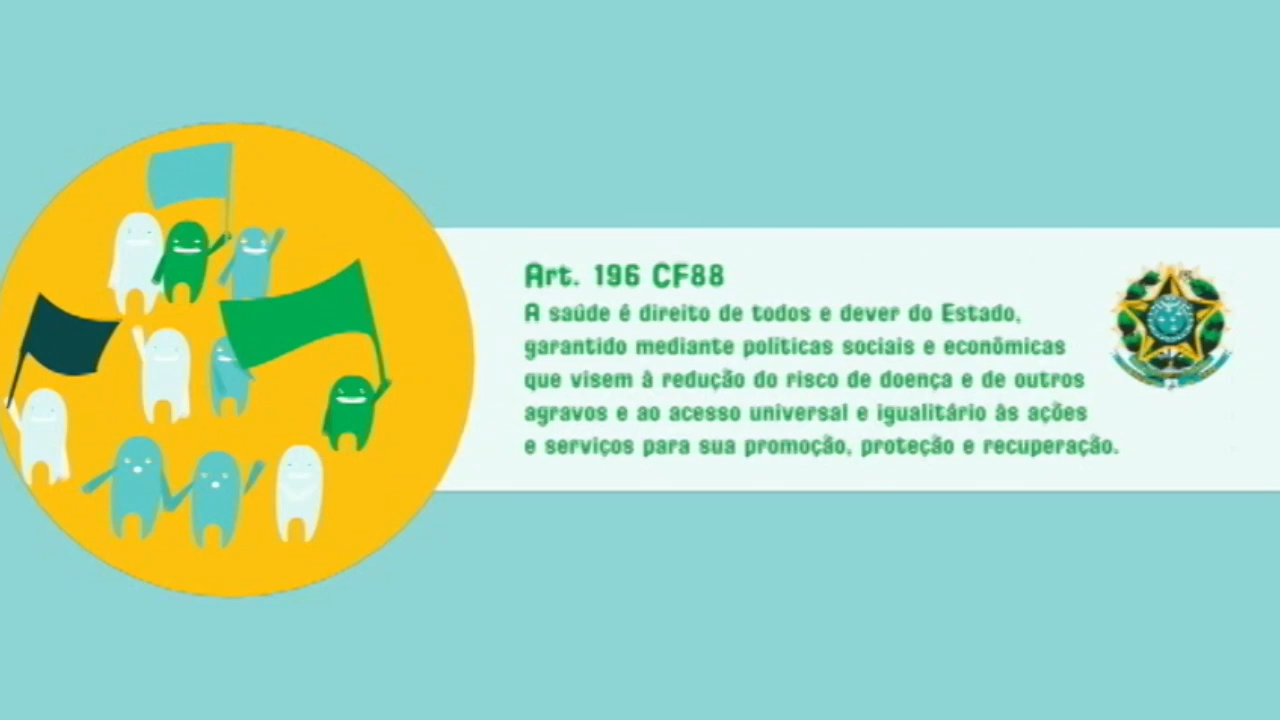 Art. 196 CF88
A saúde é direito de todos e dever do Estado,
garantido mediante políticas sociais e econômicas
que visem à redução do risco de doença e de outros
agravos e ao acesso universal e igualitário às ações
e serviços para sua promoção, proteção e recuperação.